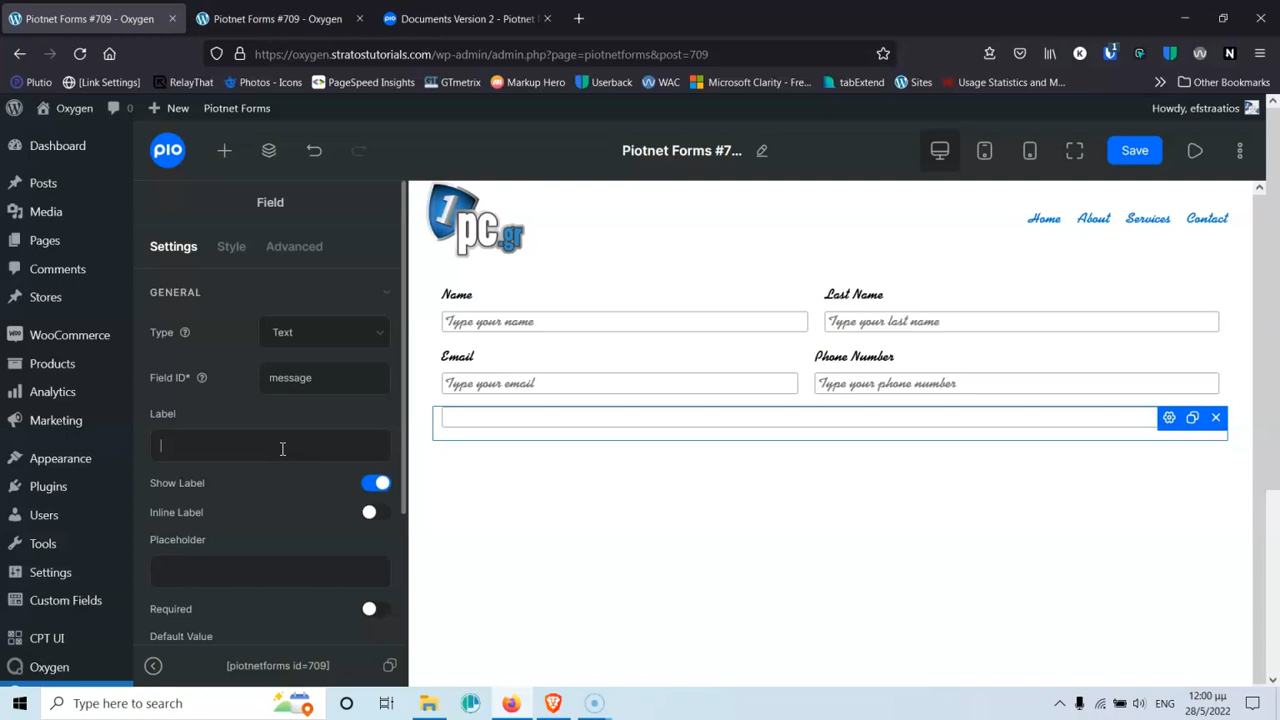 Piotnet Forms #709 - Oxygen
Piotnet Forms #709 - Oxygen
Documents Version 2 - Piotnet
https://oxygen.stratostutorials.com/wp-admin/admin.php?page=piotnetforms&post=709
Plutio
[Link Settings]
RelayThat
Photos - Icons
PageSpeed Insights
GTmetrix
Markup Hero
Userback
WAC
Microsoft Clarity - Fre...
tabExtend
Sites
Usage Statistics and M...
Other Bookmarks
Oxygen
0
New
Piotnet Forms
Howdy, efstraatios
Dashboard
Posts
Media
Pages
Comments
Stores
WooCommerce
Products
Analytics
Marketing
Appearance
Plugins
Users
Tools
Settings
Custom Fields
CPT UI
Oxygen
pio
Piotnet Forms #7...
Save
Field
Settings
Style
Advanced
GENERAL
Type
Text
Field ID*
message
Label
Show Label
Inline Label
Placeholder
Required
Default Value
[piotnetforms id=709]
1pc.gr
Home
About
Services
Contact
Name
Last Name
Type your name
Type your last name
Email
Phone Number
Type your email
Type your phone number
Type here to search
ENG
12:00 μμ
28/5/2022